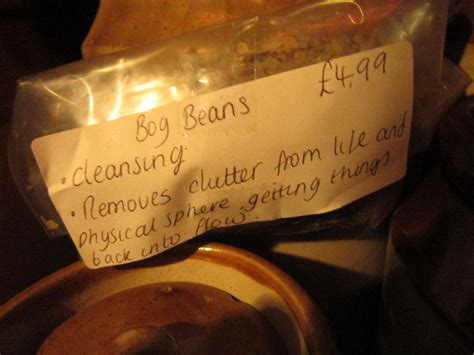 Bog Beans £4.99
• cleansing
• Removes clutter from life and
physical sphere getting things
back into flow.